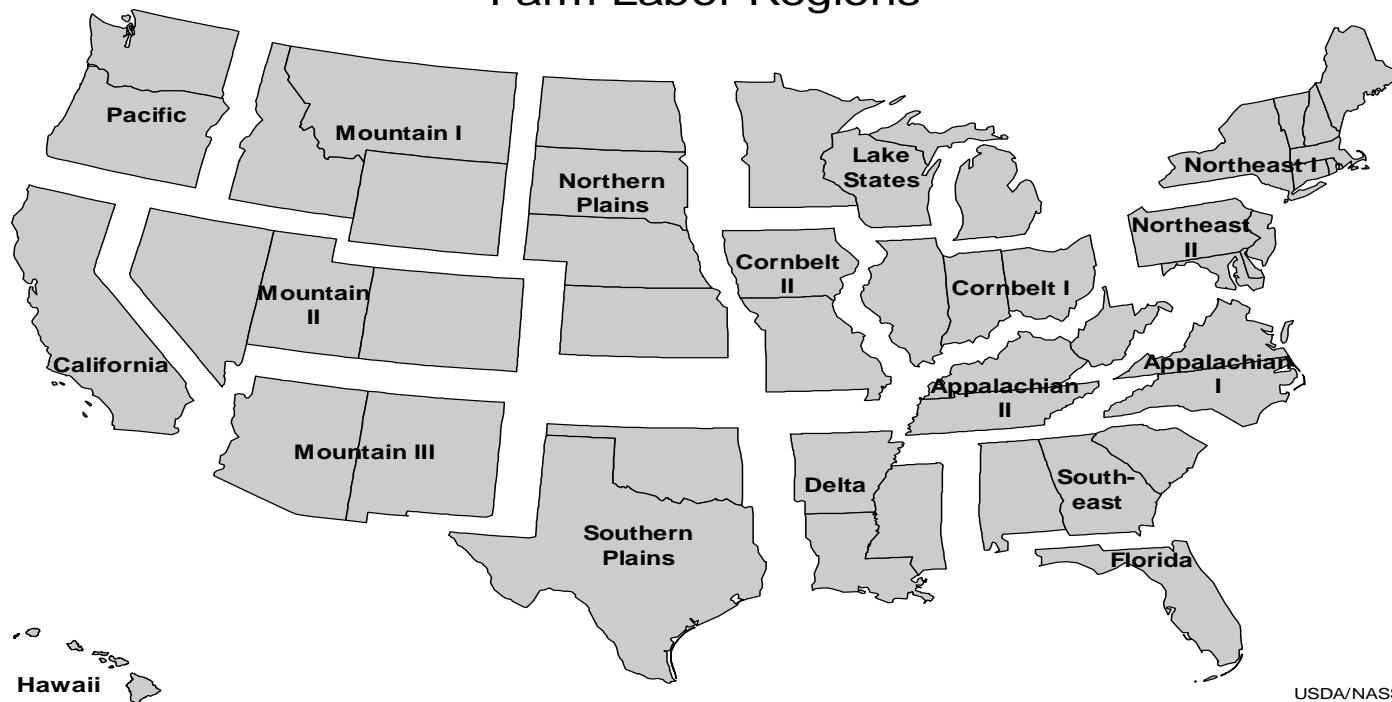 Farm Labor Regions
Pacific
Mountain I
Northern
Plains
Lake
States
Northeast I
Northeast
II
Cornbelt
II
Cornbelt I
Mountain
II
California
Appalachian
I
Appalachian
II
Mountain III
Delta
South-
east
Southern
Plains
Florida
Hawaii
USDA/NASS